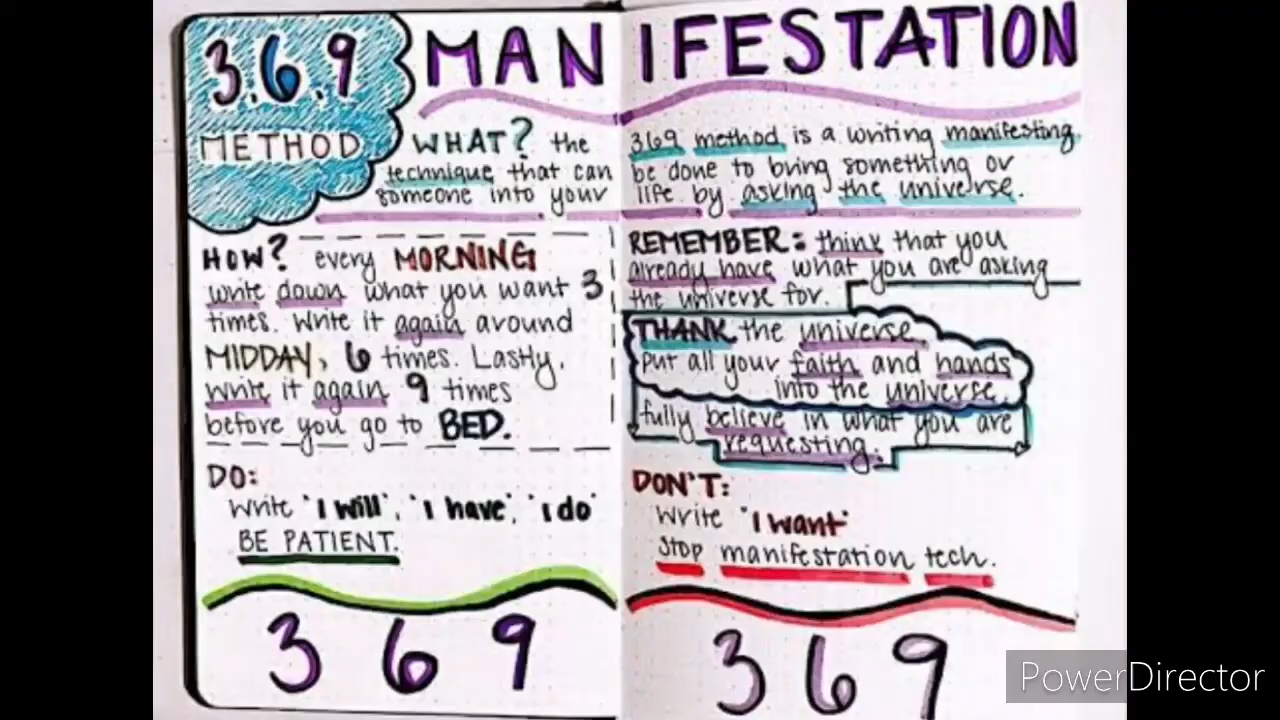 3.6.9 METHOD
MANIFESTATION
WHAT? the 369 method is a writing manifesting
technique that can be done to bring something or
someone into your life by asking the universe.
HOW? every MORNING
write down what you want 3
times. Write it again around
MIDDAY, 6 times. Lastly,
write it again 9 times
before you go to BED.
DO:
Write "I will", "I have", "I do"
BE PATIENT.
3 6 9
REMEMBER: think that you
already have what you are asking
the universe for.
THANK the universe.
Put all your faith and hands
into the universe.
fully believe in what you are
requesting.
DON'T:
Write "I want"
Stop manifestation tech.
3 6 9
PowerDirector